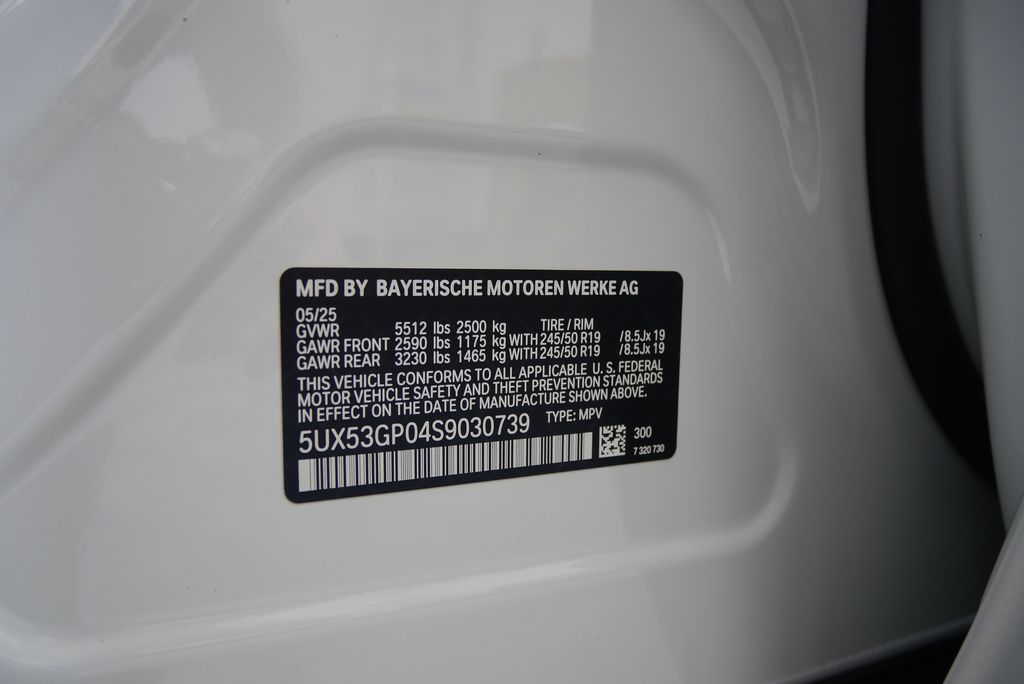 MFD BY BAYERISCHE MOTOREN WERKE AG
05/25
GVWR 5512 lbs 2500 kg TIRE / RIM
GAWR FRONT 2590 lbs 1175 kg WITH 245/50 R19 /8.5Jx 19
GAWR REAR 3230 lbs 1465 kg WITH 245/50 R19 /8.5Jx 19
THIS VEHICLE CONFORMS TO ALL APPLICABLE U. S. FEDERAL
MOTOR VEHICLE SAFETY AND THEFT PREVENTION STANDARDS
IN EFFECT ON THE DATE OF MANUFACTURE SHOWN ABOVE.
5UX53GP04S9030739 TYPE: MPV
300
7 320 730